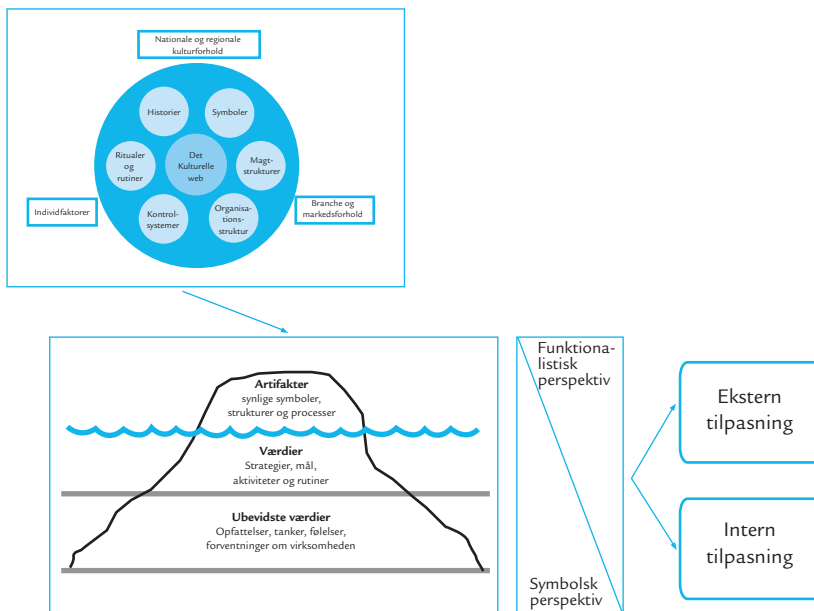 Nationale og regionale
kulturforhold
Historier
Symboler
Ritualer
og
rutiner
Det
Kulturelle
web
Magt-
strukturer
Kontrol-
systemer
Organisa-
tions-
struktur
Individfaktorer
Branche og
markedsforhold
Artifakter
synlige symboler,
strukturer og processer
Værdier
Strategier, mål,
aktiviteter og rutiner
Ubevidste værdier
Opfattelser, tanker, følelser,
forventninger om virksomheden
Funktiona-
listisk
perspektiv
Symbolsk
perspektiv
Ekstern
tilpasning
Intern
tilpasning